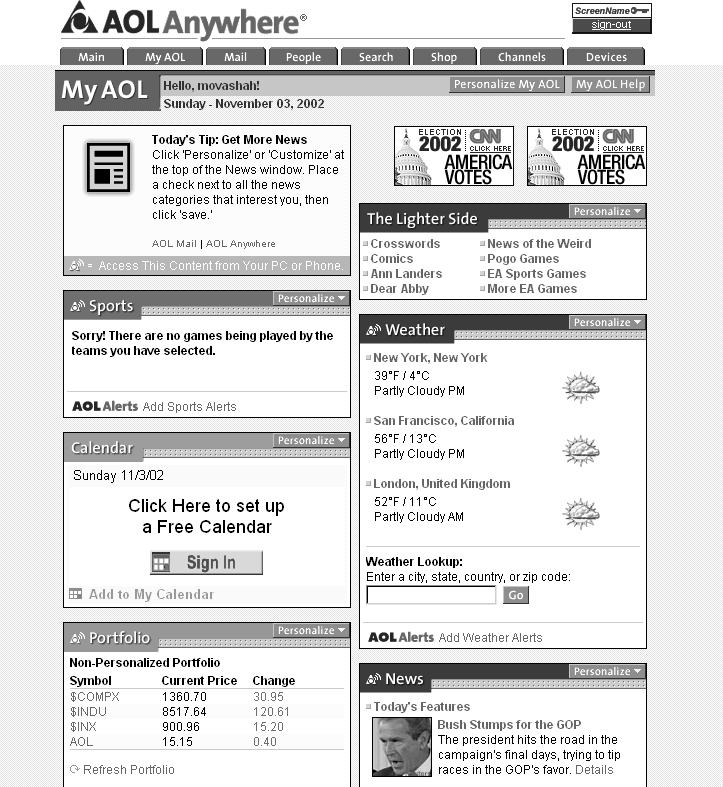 AOL Anywhere®
ScreenName
sign-out
Main
My AOL
Mail
People
Search
Shop
Channels
Devices
My AOL
Hello, movashah!
Personalize My AOL
My AOL Help
Sunday - November 03, 2002
Today's Tip: Get More News
Click 'Personalize' or 'Customize' at
the top of the News window. Place
a check next to all the news
categories that interest you, then
click 'save.'
AOL Mail | AOL Anywhere
= Access This Content from Your PC or Phone.
Sports
Personalize
Sorry! There are no games being played by the
teams you have selected.
AOL Alerts Add Sports Alerts
Calendar
Personalize
Sunday 11/3/02
Click Here to set up
a Free Calendar
Sign In
Add to My Calendar
Portfolio
Personalize
Non-Personalized Portfolio
Symbol Current Price Change
$COMPX 1360.70 30.95
$INDU 8517.64 120.61
$INX 900.96 15.20
AOL 15.15 0.40
Refresh Portfolio
ELECTION
2002
CNN
CLICK HERE
AMERICA
VOTES
ELECTION
2002
CNN
CLICK HERE
AMERICA
VOTES
The Lighter Side
Personalize
Crosswords
News of the Weird
Comics
Pogo Games
Ann Landers
EA Sports Games
Dear Abby
More EA Games
Weather
Personalize
New York, New York
39°F / 4°C
Partly Cloudy PM
San Francisco, California
56°F / 13°C
Partly Cloudy PM
London, United Kingdom
52°F / 11°C
Partly Cloudy AM
Weather Lookup:
Enter a city, state, country, or zip code:
Go
AOL Alerts Add Weather Alerts
News
Personalize
Today's Features
Bush Stumps for the GOP
The president hits the road in the
campaign's final days, trying to tip
races in the GOP's favor. Details